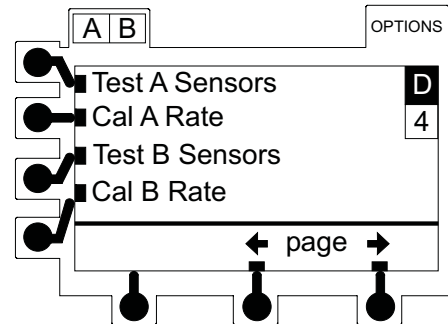 A B
OPTIONS
Test A Sensors
D
Cal A Rate
4
Test B Sensors
Cal B Rate
page